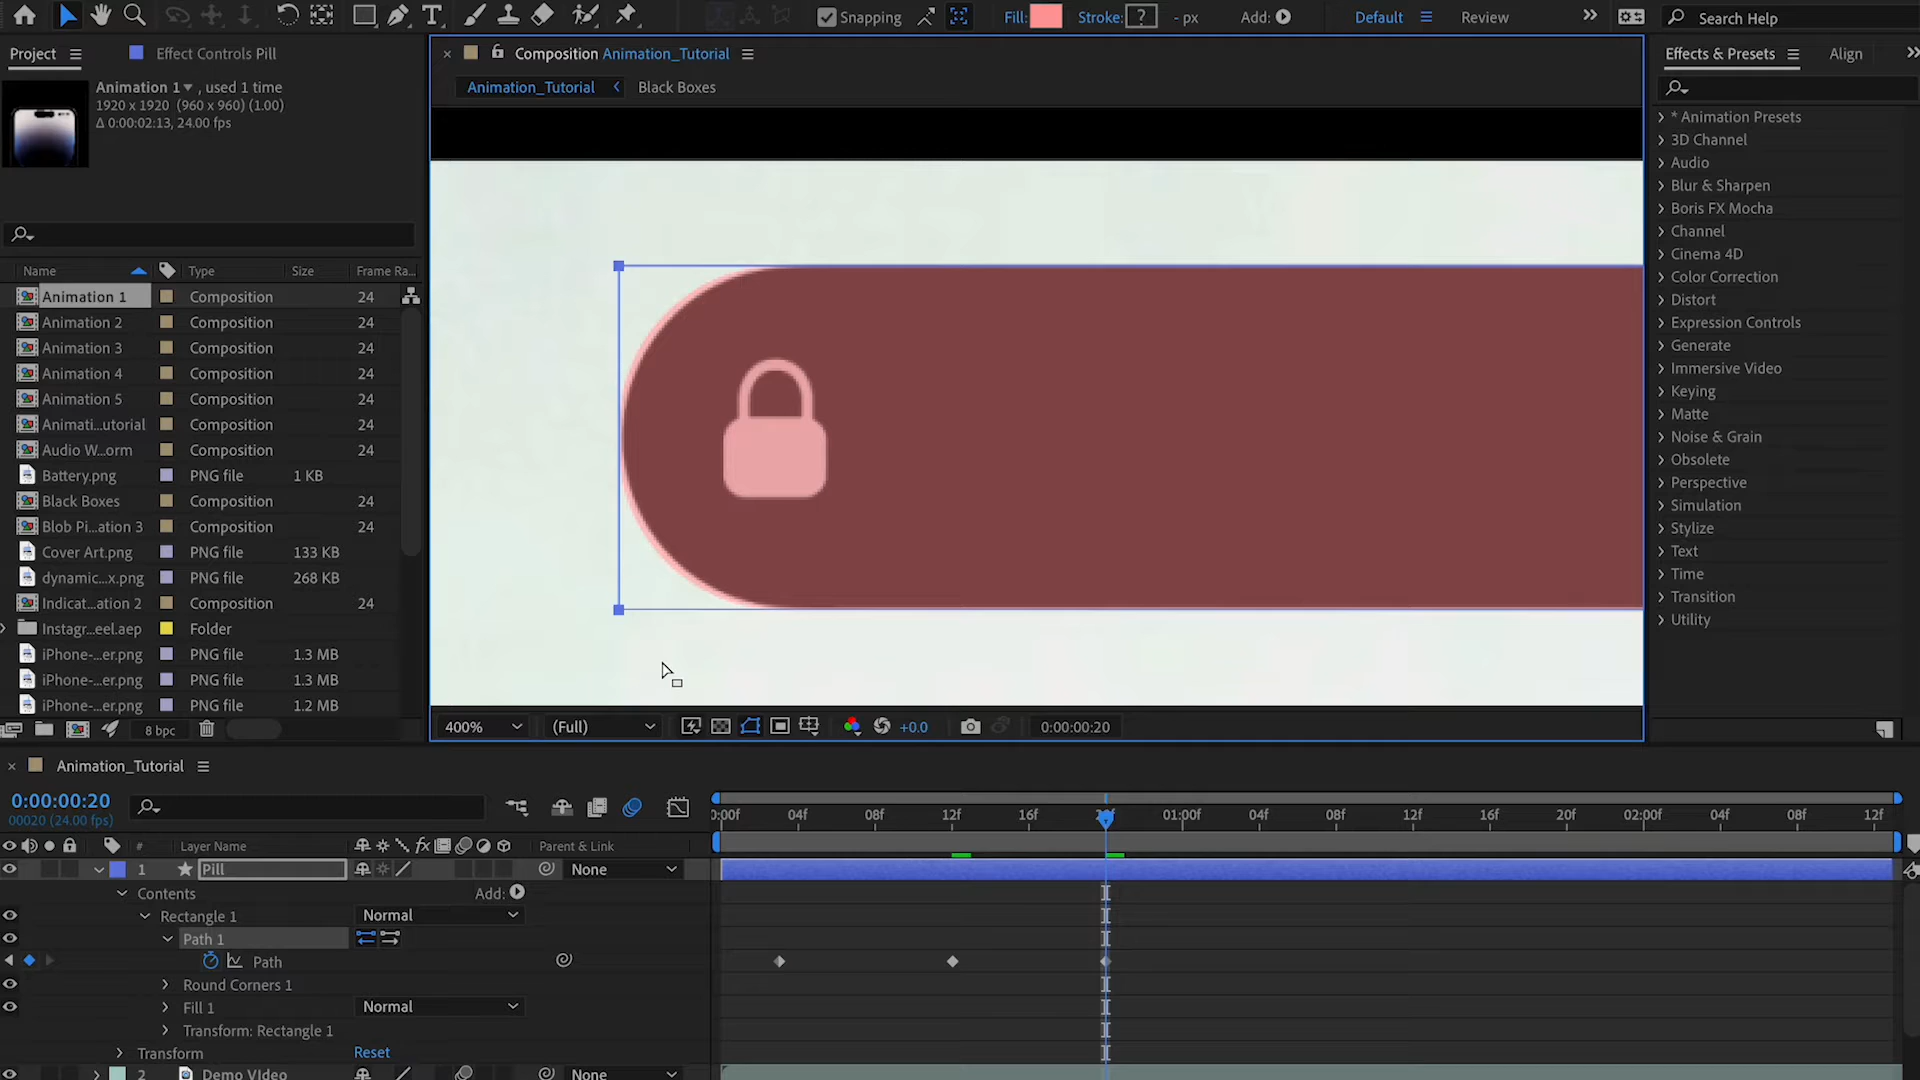 Snapping
Fill:
Stroke:
?
- px
Add:
Default
Review
Search Help
Project
Effect Controls Pill
Composition Animation_Tutorial
Effects & Presets
Align
Animation 1
, used 1 time
1920 x 1920 (960 x 960) (1.00)
Δ 0:00:02:13, 24.00 fps
Animation_Tutorial
Black Boxes
Name
Type
Size
Frame Ra...
Animation 1 Composition 24
Animation 2 Composition 24
Animation 3 Composition 24
Animation 4 Composition 24
Animation 5 Composition 24
Animati...utorial Composition 24
Audio W...orm Composition 24
Battery.png PNG file 1 KB
Black Boxes Composition 24
Blob Pi...ation 3 Composition 24
Cover Art.png PNG file 133 KB
dynamic...x.png PNG file 268 KB
Indicat...ation 2 Composition 24
Instagr...eel.aep Folder
iPhone-...er.png PNG file 1.3 MB
iPhone-...er.png PNG file 1.3 MB
iPhone-...er.png PNG file 1.2 MB
8 bpc
400%
(Full)
+0.0
0:00:00:20
* Animation Presets
3D Channel
Audio
Blur & Sharpen
Boris FX Mocha
Channel
Cinema 4D
Color Correction
Distort
Expression Controls
Generate
Immersive Video
Keying
Matte
Noise & Grain
Obsolete
Perspective
Simulation
Stylize
Text
Time
Transition
Utility
Animation_Tutorial
0:00:00:20
00020 (24.00 fps)
#
Layer Name
fx
Parent & Link
:00f 04f 08f 12f 16f 01:00f 04f 08f 12f 16f 20f 02:00f 04f 08f 12f
1 Pill None
Contents Add:
Rectangle 1 Normal
Path 1
Path
Round Corners 1
Fill 1 Normal
Transform: Rectangle 1
Transform Reset
2 Demo VIdeo None